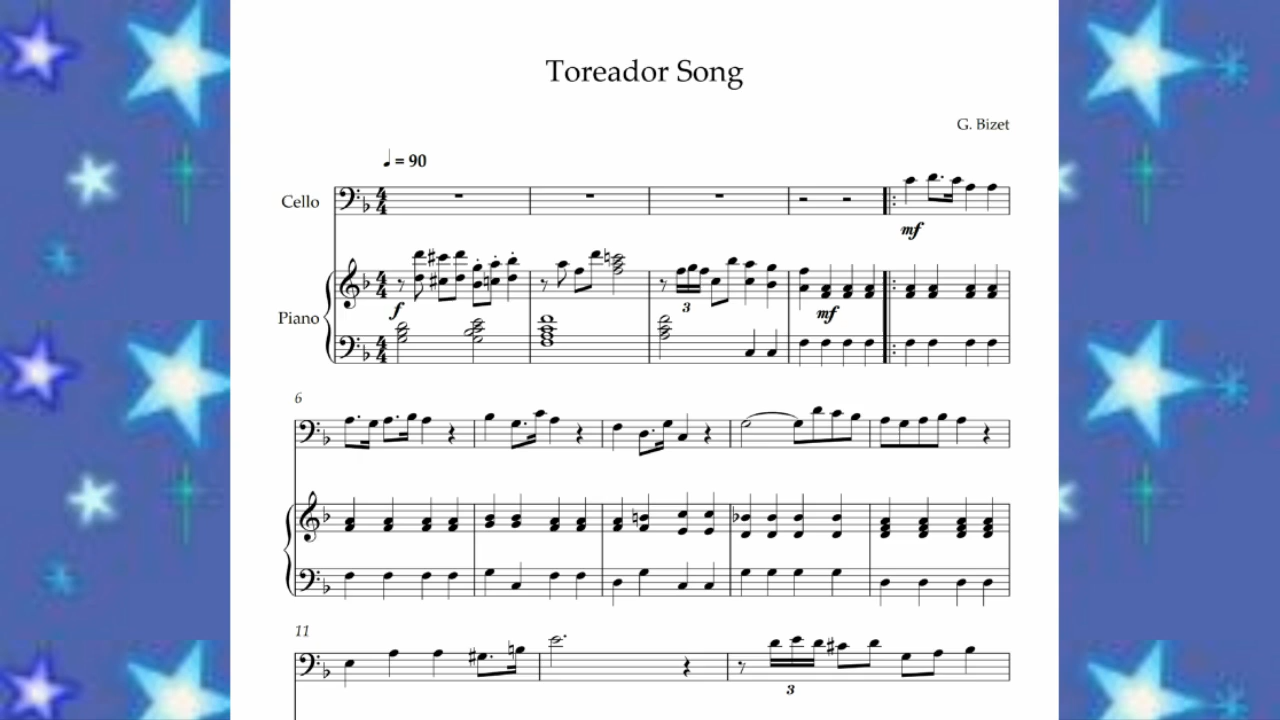 Toreador Song
G. Bizet
♩ = 90
Cello
mf
f
3
mf
Piano
6
11
3